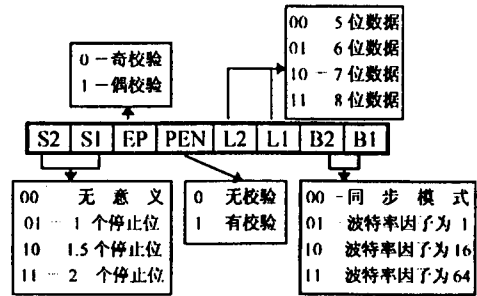 00 5位数据
01 6位数据
10 - 7位数据
11 8位数据
0 - 奇校验
1 - 偶校验
S2 S1 EP PEN L2 L1 B2 B1
00 无意义
01 - 1个停止位
10 1.5个停止位
11 - 2 个停止位
0 无校验
1 有校验
00 - 同步模式
01 波特率因子为 1
10 波特率因子为 16
11 波特率因子为 64